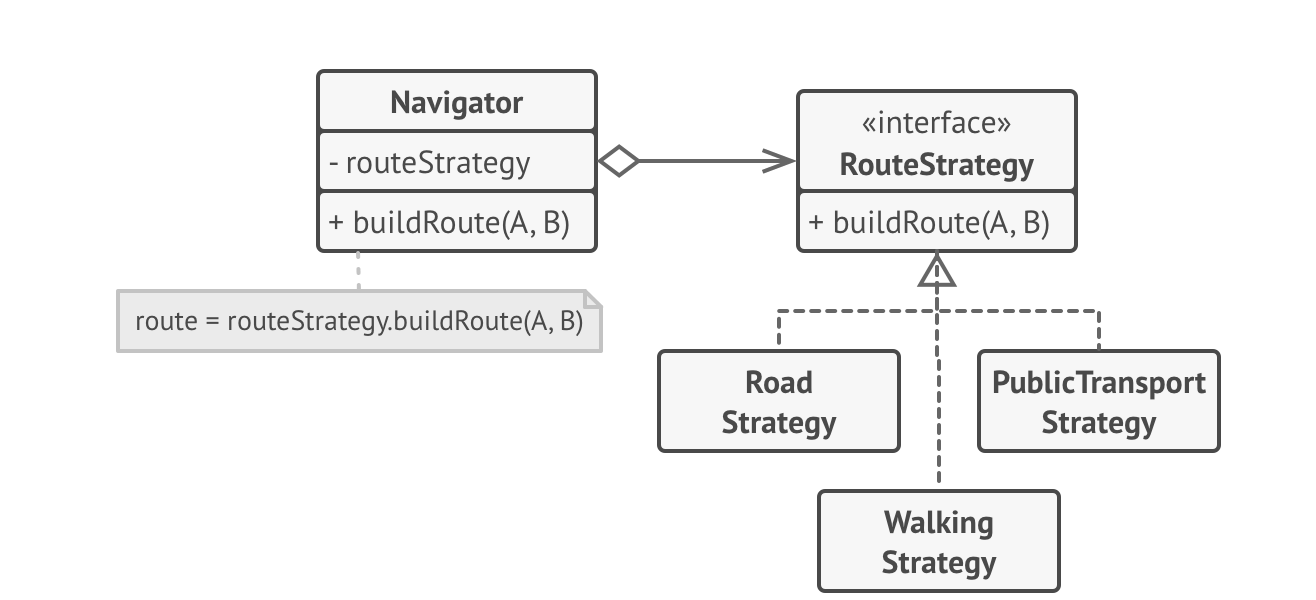 Navigator
- routeStrategy
+ buildRoute(A, B)
route = routeStrategy.buildRoute(A, B)
«interface»
RouteStrategy
+ buildRoute(A, B)
Road
Strategy
PublicTransport
Strategy
Walking
Strategy